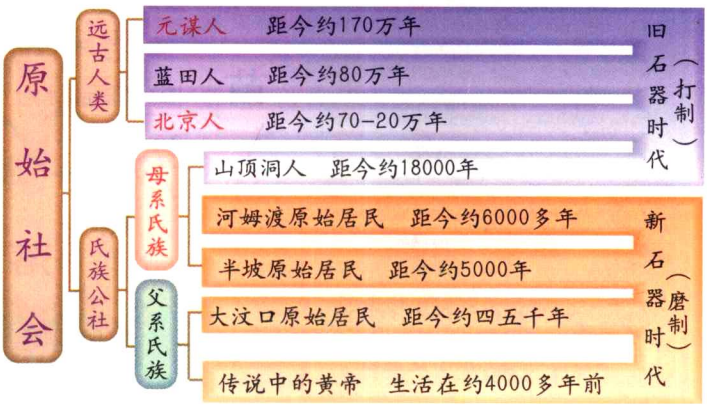 原始社会
远古人类
元谋人 距今约170万年
蓝田人 距今约80万年
北京人 距今约70-20万年
旧石器时代
（打制）
氏族公社
母系氏族
山顶洞人 距今约18000年
河姆渡原始居民 距今约6000多年
半坡原始居民 距今约5000年
父系氏族
大汶口原始居民 距今约四五千年
传说中的黄帝 生活在约4000多年前
新石器时代
（磨制）